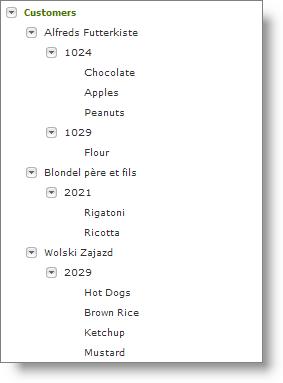 Customers
Alfreds Futterkiste
1024
Chocolate
Apples
Peanuts
1029
Flour
Blondel père et fils
2021
Rigatoni
Ricotta
Wolski Zajazd
2029
Hot Dogs
Brown Rice
Ketchup
Mustard